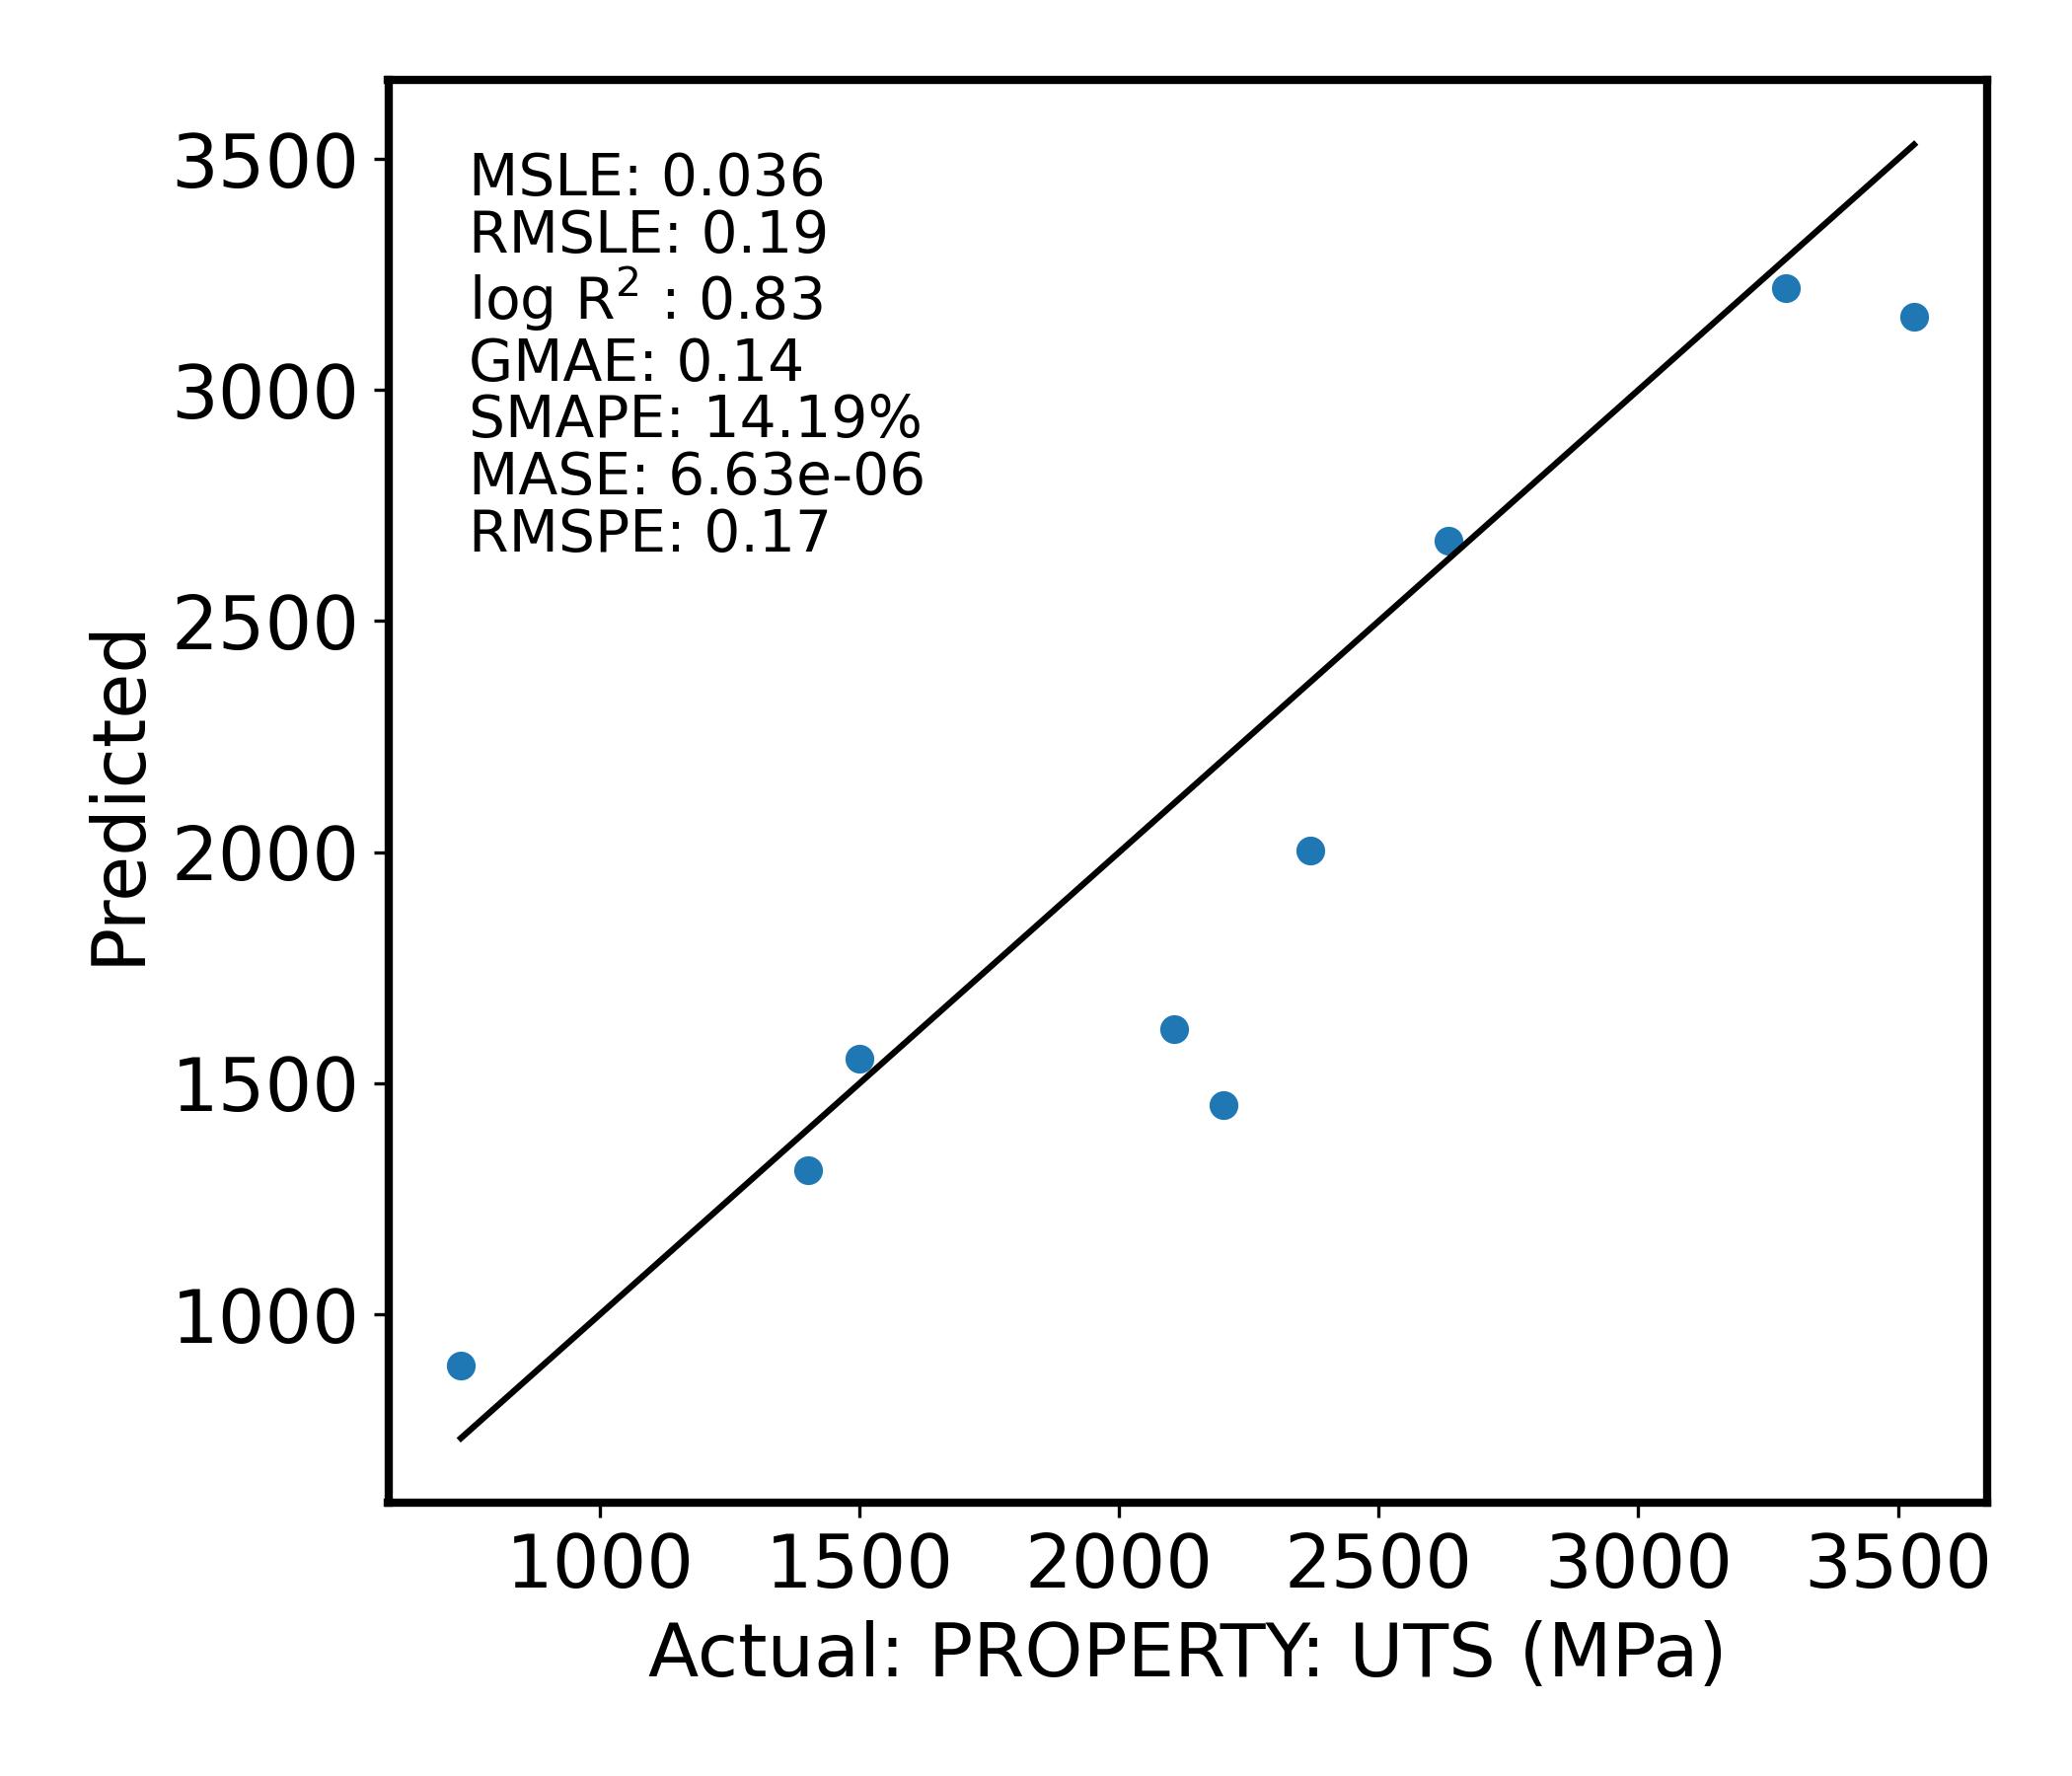 MSLE: 0.036
RMSLE: 0.19
log R² : 0.83
GMAE: 0.14
SMAPE: 14.19%
MASE: 6.63e-06
RMSPE: 0.17
3500
3000
2500
2000
1500
1000
Predicted
1000 1500 2000 2500 3000 3500
Actual: PROPERTY: UTS (MPa)